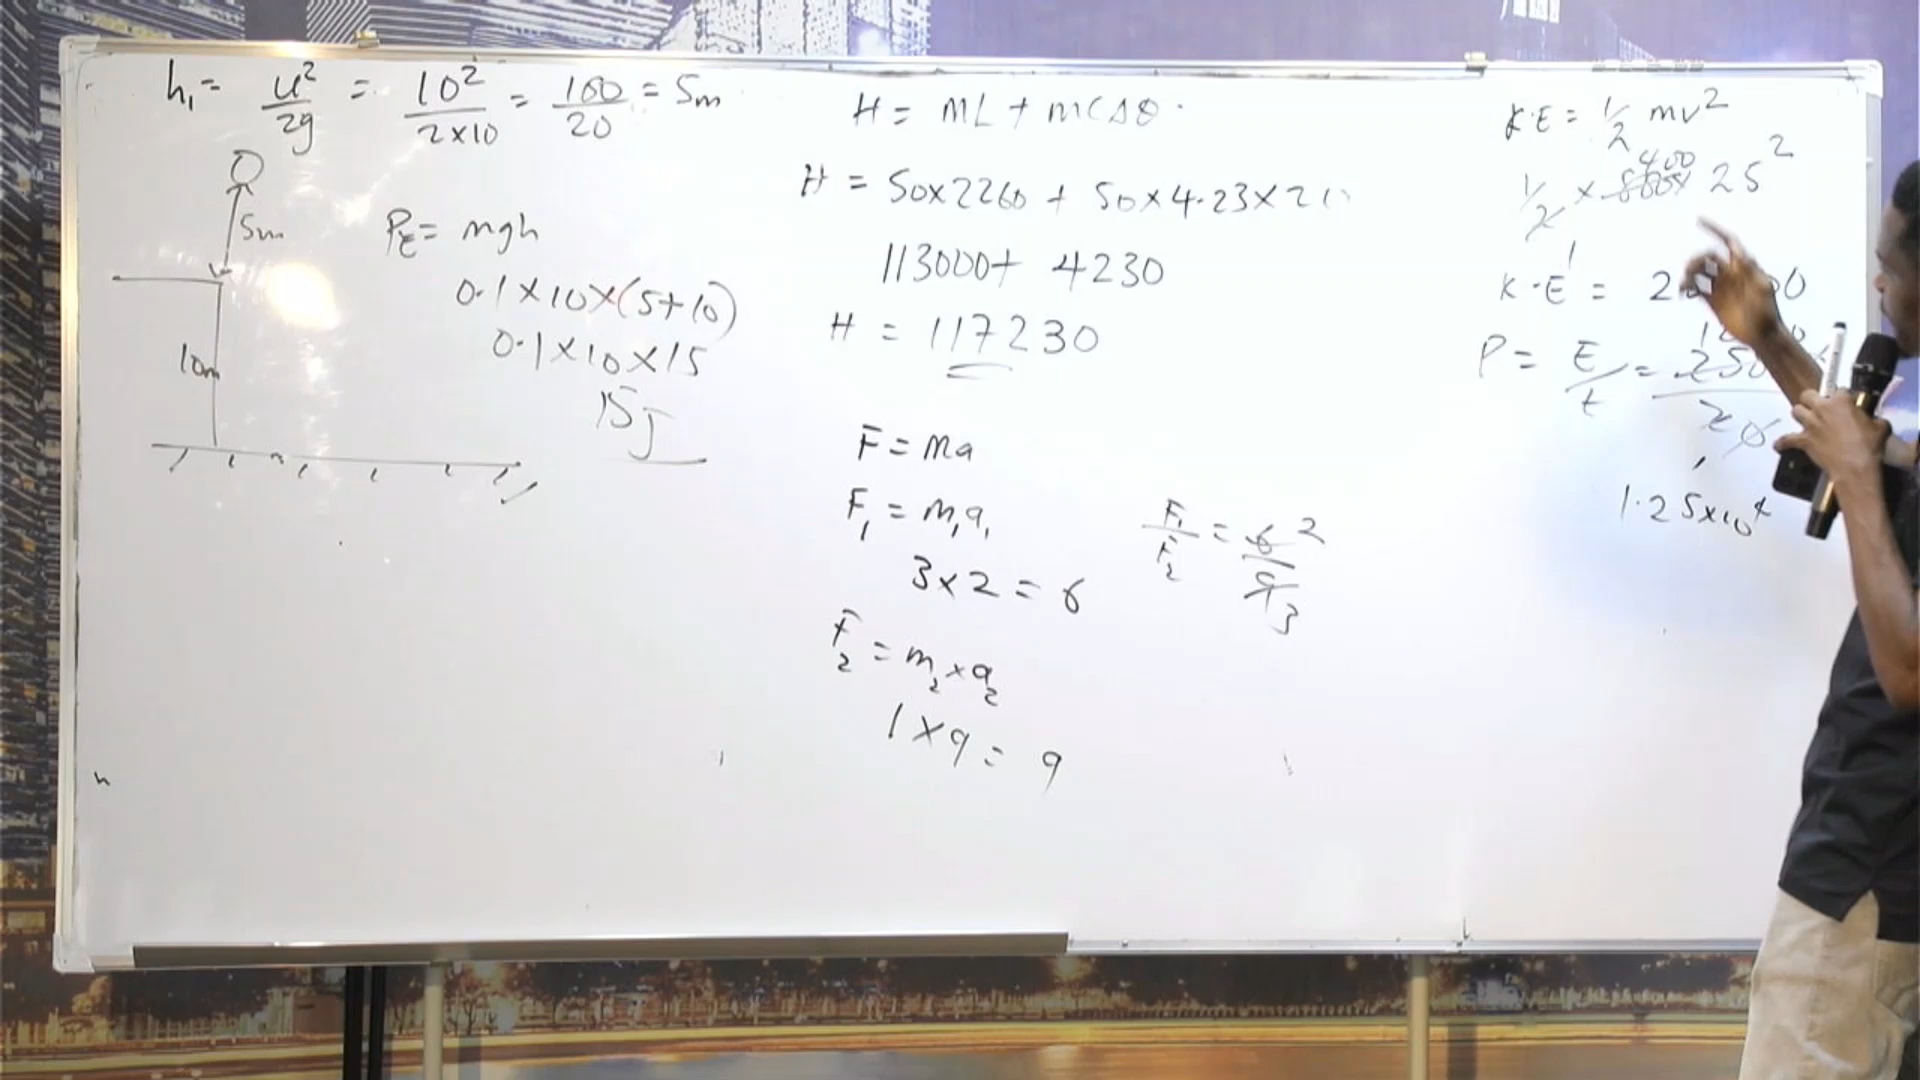 h₁ = u²/2g = 10²/2×10 = 100/20 = 5m
5m
10m
PE = mgh
0.1×10×(5+10)
0.1×10×15
15J
H = ML + MCΔθ
H = 50×2260 + 50×4.23×2
113000+ 4230
H = 117230
F = Ma
F₁ = m₁a₁
3×2 = 6
F₂ = m₂×a₂
1×9 = 9
F₁/F₂ = 6/9 2 3
K.E = 1/2 mv²
400
1/2 × 800× 25²
1
K.E = 2
P = E/t =
20
1.25×10⁴